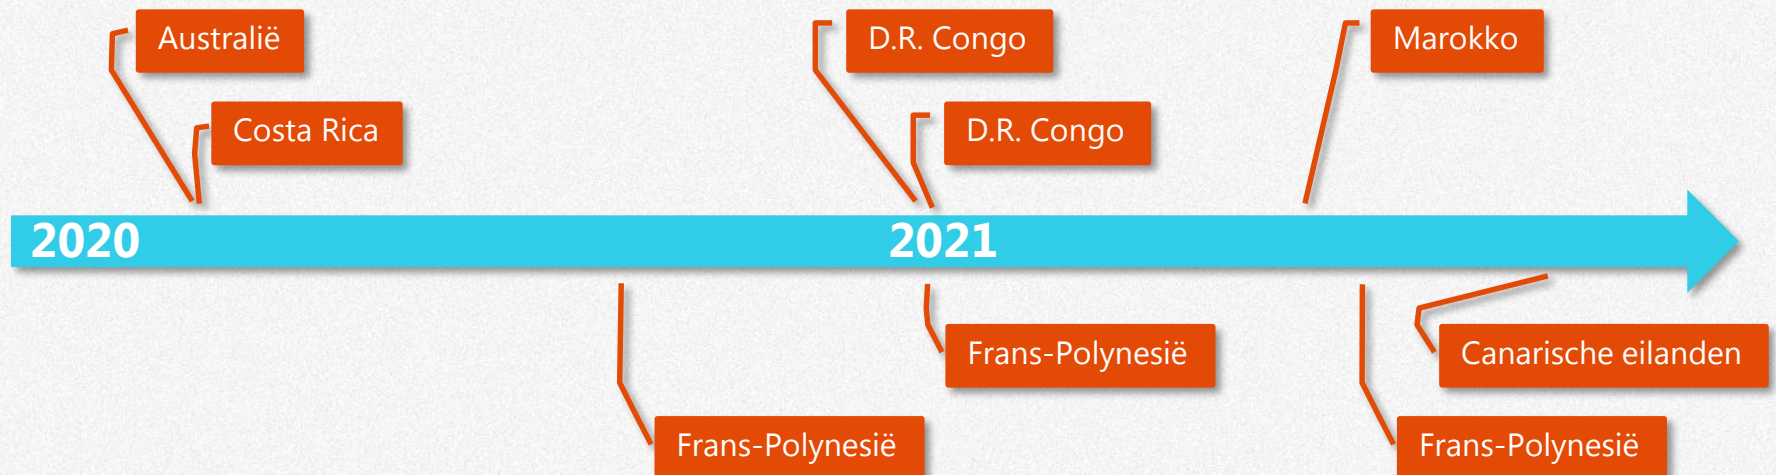 Australië
D.R. Congo
Marokko
Costa Rica
D.R. Congo
2020
2021
Frans-Polynesië
Canarische eilanden
Frans-Polynesië
Frans-Polynesië